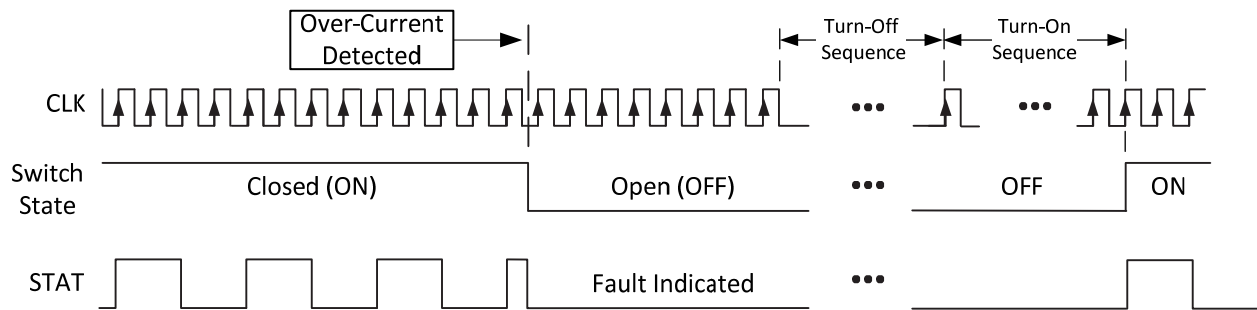 Over-Current
Detected
Turn-Off
Sequence
Turn-On
Sequence
CLK
Switch
State
Closed (ON)
Open (OFF)
OFF
ON
STAT
Fault Indicated